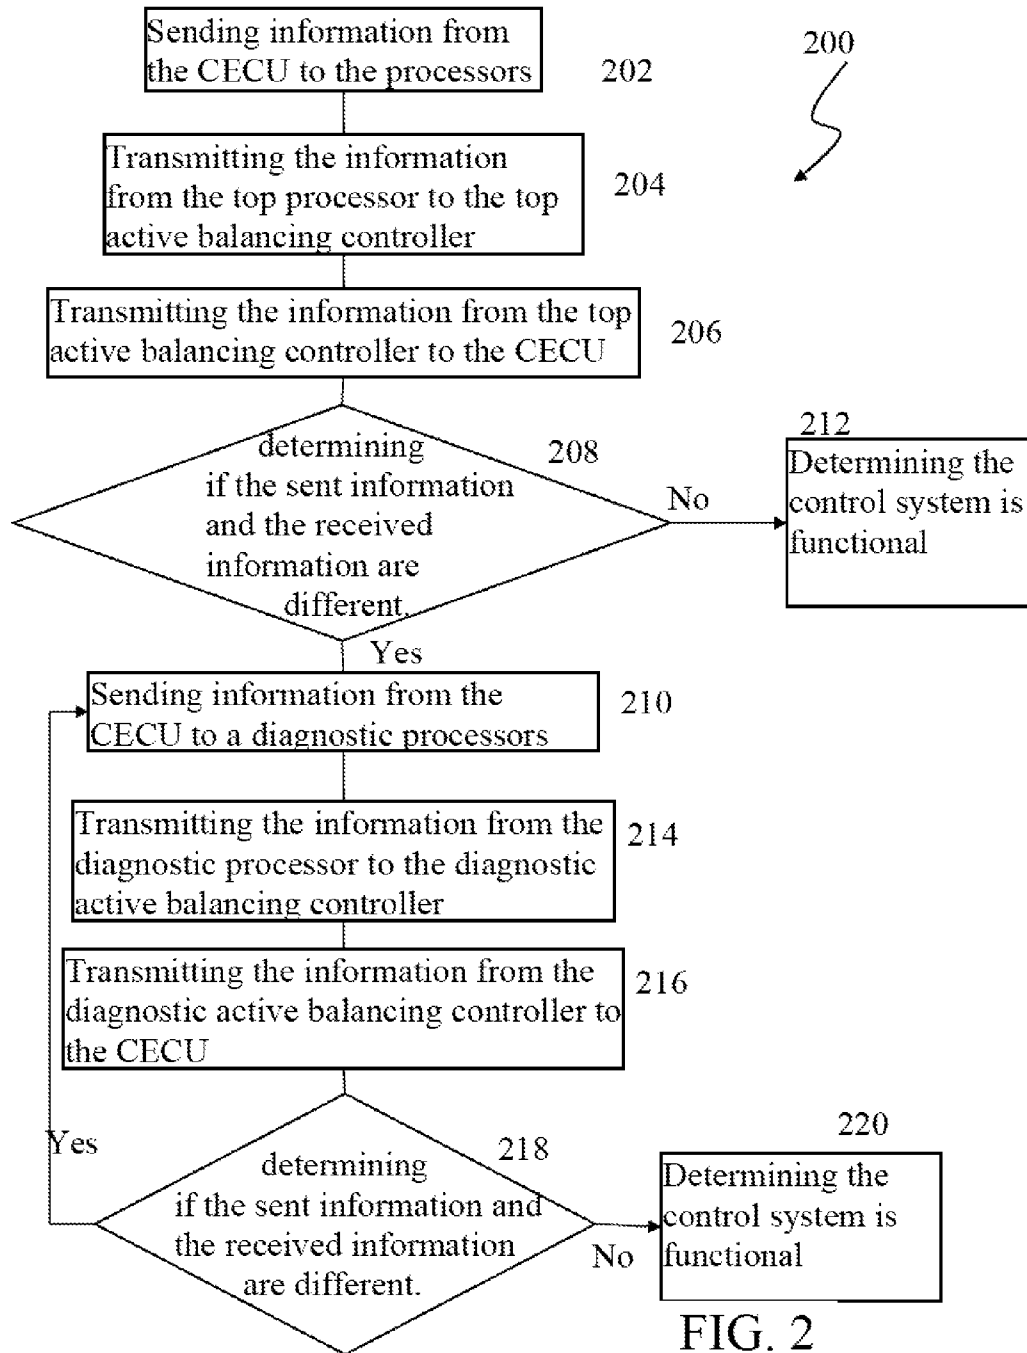 Sending information from
the CECU to the processors
202
200
Transmitting the information
from the top processor to the top
active balancing controller
204
Transmitting the information from the top
active balancing controller to the CECU
206
determining
if the sent information
and the received
information are
different.
208
No
212
Determining the
control system is
functional
Yes
Sending information from the
CECU to a diagnostic processors
210
Transmitting the information from the
diagnostic processor to the diagnostic
active balancing controller
214
Transmitting the information from the
diagnostic active balancing controller to
the CECU
216
Yes
determining
if the sent information and
the received information
are different.
218
No
220
Determining the
control system is
functional
FIG. 2